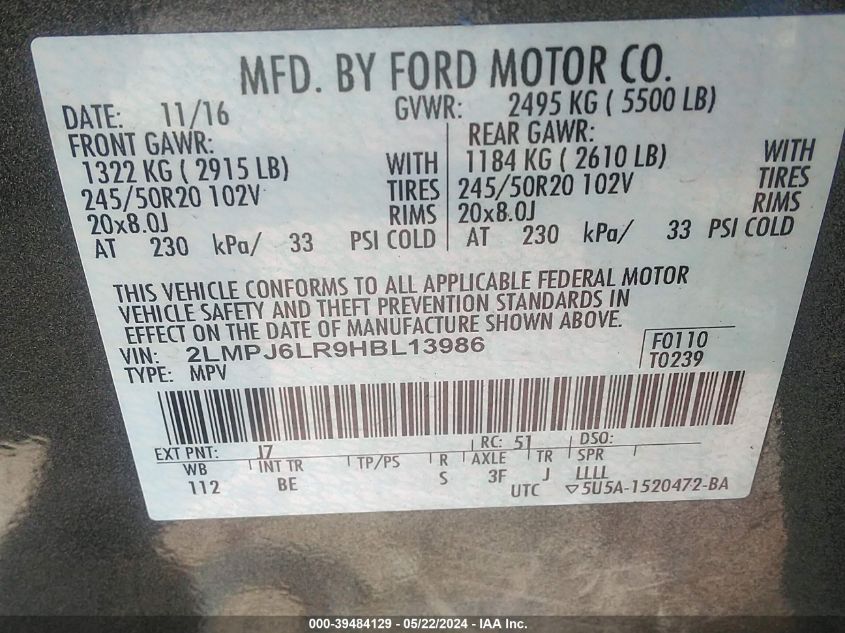 MFD. BY FORD MOTOR CO.
DATE: 11/16 GVWR: 2495 KG ( 5500 LB)
FRONT GAWR: REAR GAWR:
1322 KG ( 2915 LB) WITH 1184 KG ( 2610 LB) WITH
245/50R20 102V TIRES 245/50R20 102V TIRES
20x8.0J RIMS 20x8.0J RIMS
AT 230 kPa/ 33 PSI COLD AT 230 kPa/ 33 PSI COLD
THIS VEHICLE CONFORMS TO ALL APPLICABLE FEDERAL MOTOR
VEHICLE SAFETY AND THEFT PREVENTION STANDARDS IN
EFFECT ON THE DATE OF MANUFACTURE SHOWN ABOVE.
VIN: 2LMPJ6LR9HBL13986 F0110
TYPE: MPV T0239
EXT PNT: J7 RC: 51 DSO:
WB INT TR TP/PS R AXLE TR SPR
112 BE S 3F J LLLL
UTC ▽5U5A-1520472-BA
000-39484129 - 05/22/2024 - IAA Inc.